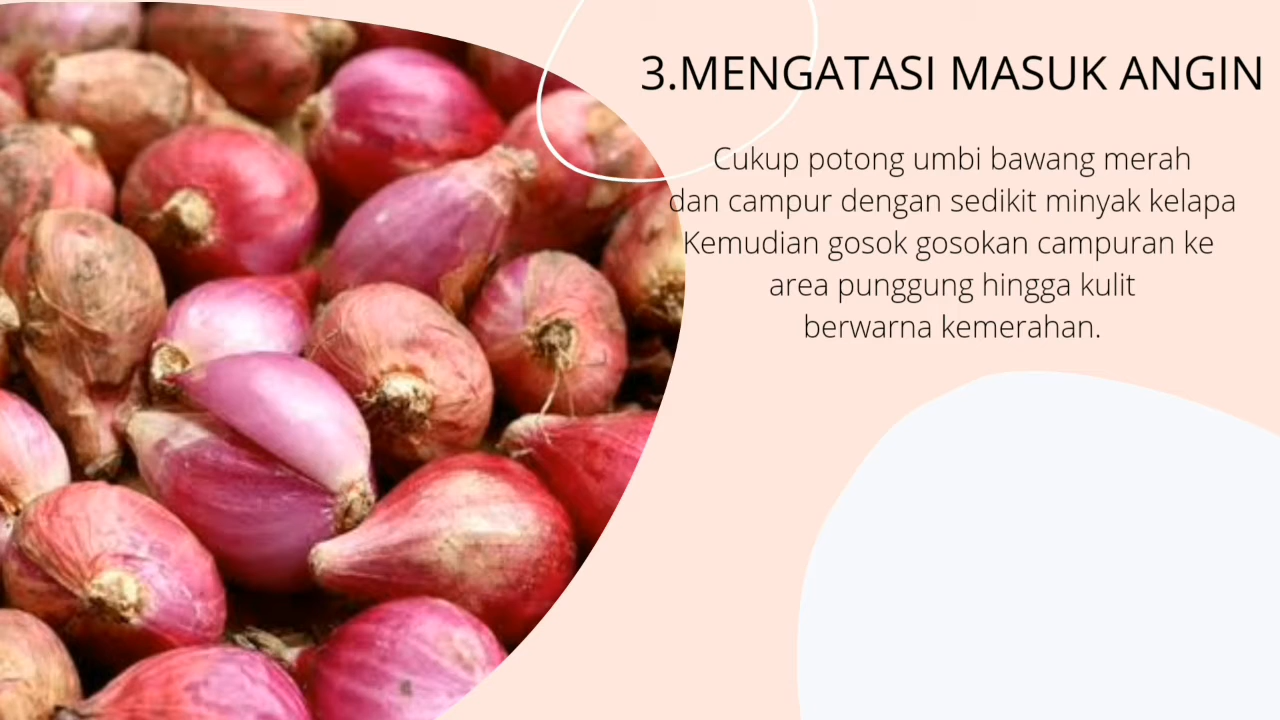 3.MENGATASI MASUK ANGIN
Cukup potong umbi bawang merah
dan campur dengan sedikit minyak kelapa
Kemudian gosok gosokan campuran ke
area punggung hingga kulit
berwarna kemerahan.